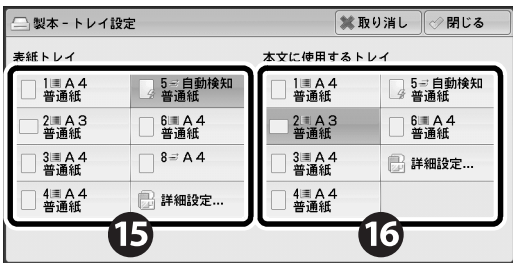 製本 - トレイ設定
取り消し
閉じる
表紙トレイ
1 A4
普通紙
2 A3
普通紙
3 A4
普通紙
4 A4
普通紙
5 自動検知
普通紙
6 A4
普通紙
8 A4
詳細設定...
15
本文に使用するトレイ
1 A4
普通紙
2 A3
普通紙
3 A4
普通紙
4 A4
普通紙
5 自動検知
普通紙
6 A4
普通紙
詳細設定...
16